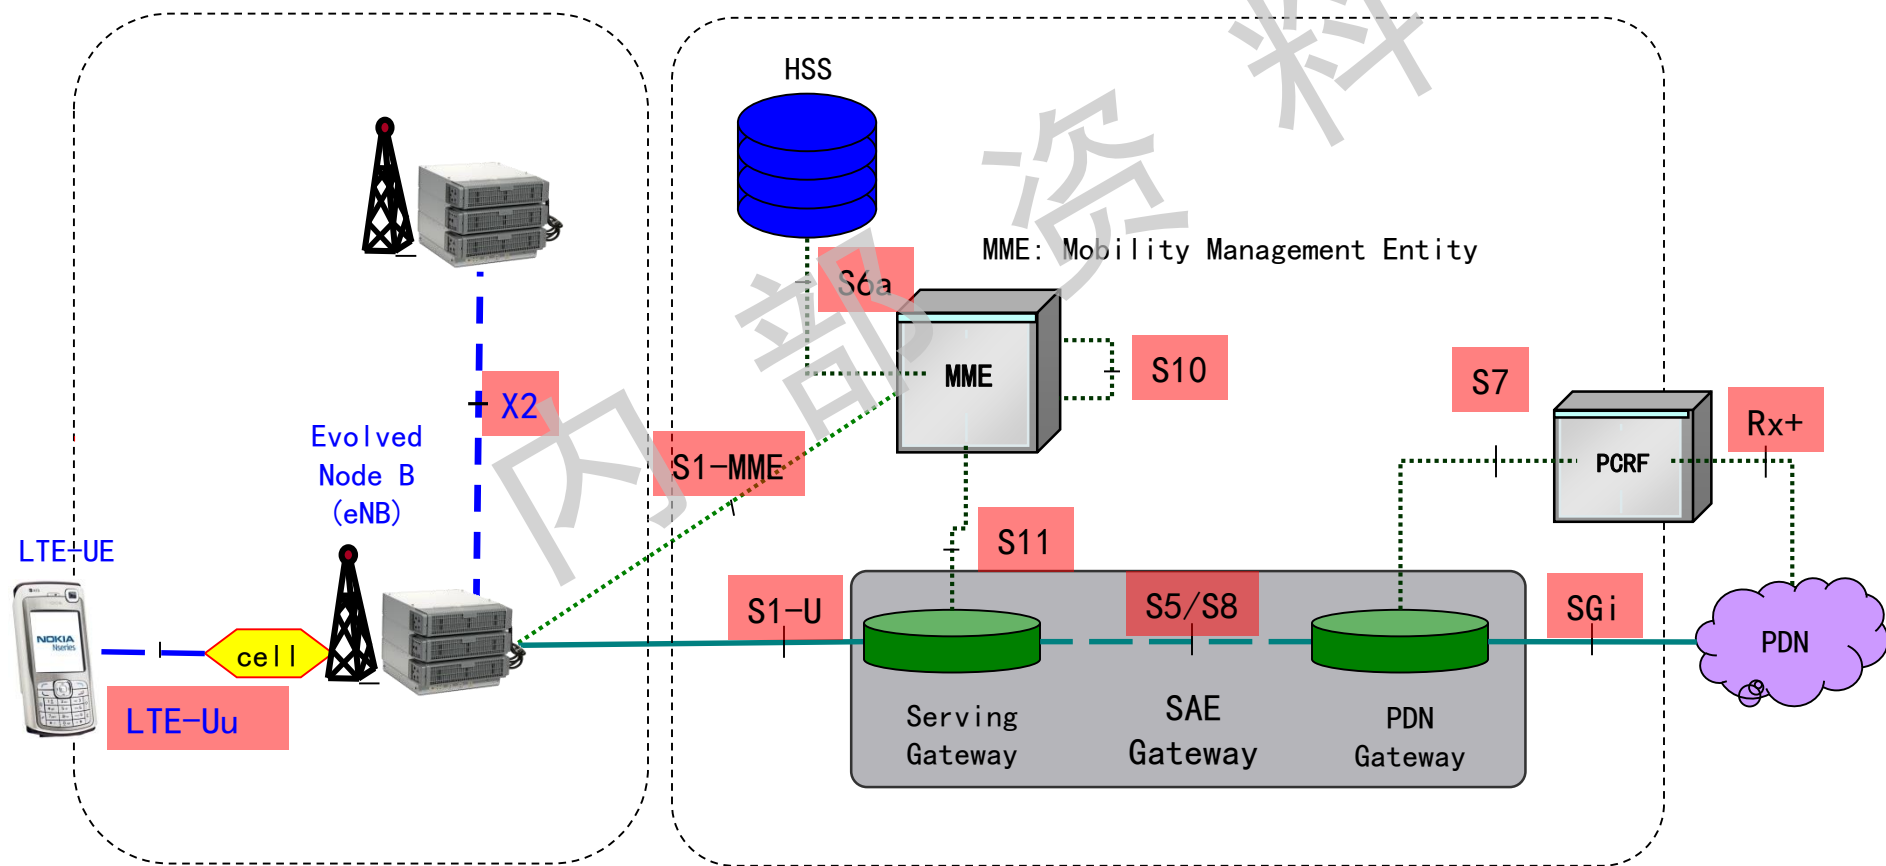 HSS
MME: Mobility Management Entity
S6a
MME
S10
S7
X2
Rx+
Evolved
Node B
(eNB)
S1-MME
PCRF
LTE-UE
S11
S1-U
S5/S8
SGi
NOKIA
Nseries
cell
PDN
LTE-Uu
Serving
Gateway
SAE
Gateway
PDN
Gateway
内部资料